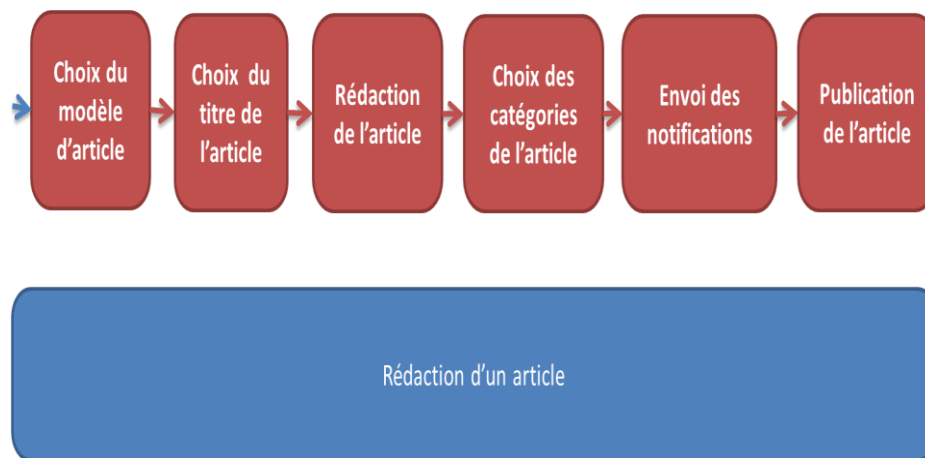 Choix du
modèle
d'article
Choix du
titre de
l'article
Rédaction
de l'article
Choix des
catégories
de l'article
Envoi des
notifications
Publication
de l'article
Rédaction d'un article